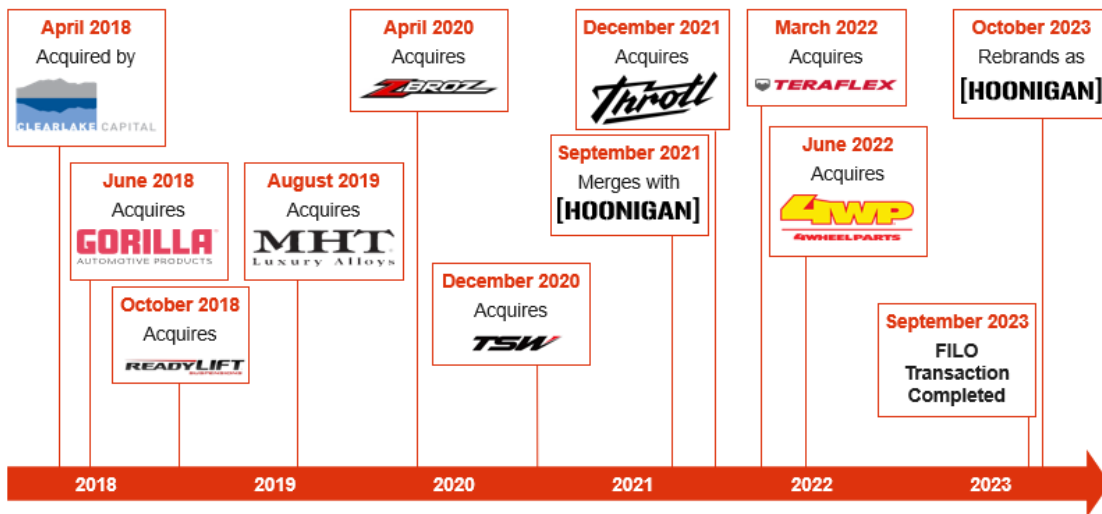 April 2018
Acquired by
CLEARLAKE CAPITAL
June 2018
Acquires
GORILLA
AUTOMOTIVE PRODUCTS
October 2018
Acquires
READYLIFT
SUSPENSIONS
August 2019
Acquires
MHT
Luxury Alloys
April 2020
Acquires
ZBROZ
December 2020
Acquires
TSW
September 2021
Merges with
[HOONIGAN]
December 2021
Acquires
Throtl
March 2022
Acquires
TERAFLEX
June 2022
Acquires
4WP
4WHEELPARTS
September 2023
FILO
Transaction
Completed
October 2023
Rebrands as
[HOONIGAN]
2018
2019
2020
2021
2022
2023